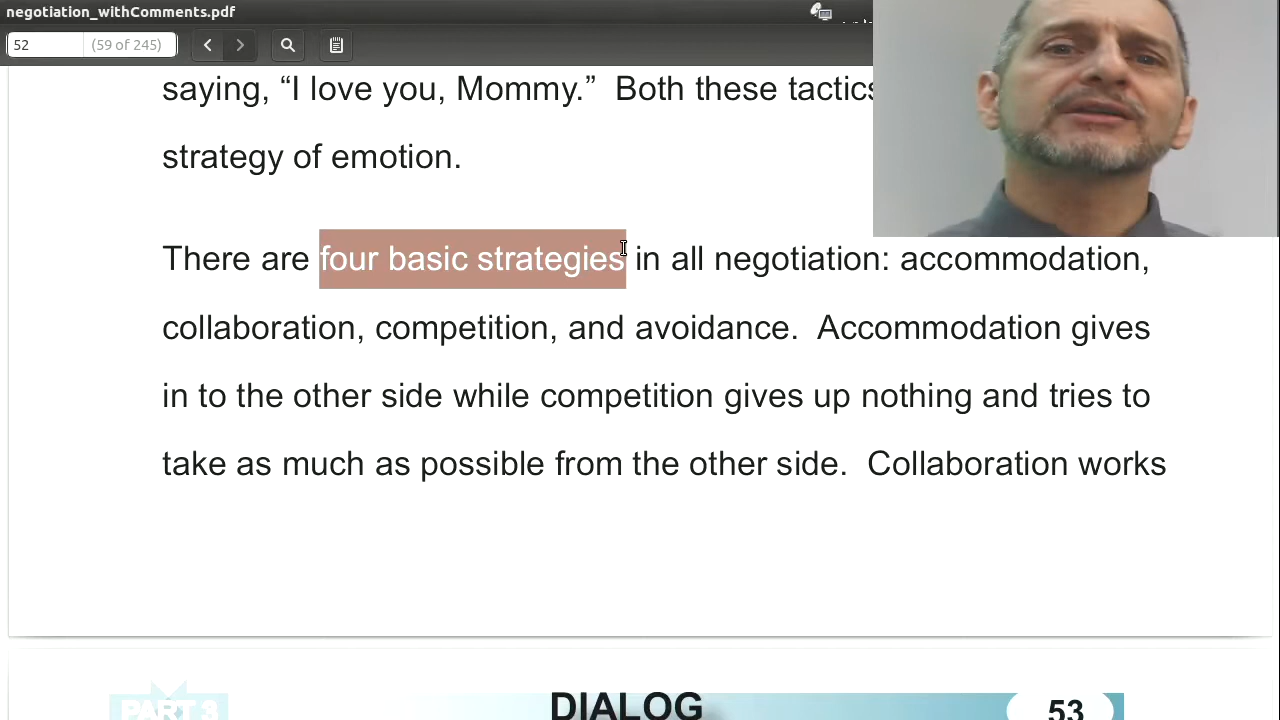 negotiation_withComments.pdf
52 (59 of 245)
saying, “I love you, Mommy.”  Both these tactics
strategy of emotion.
There are four basic strategies in all negotiation: accommodation,
collaboration, competition, and avoidance.  Accommodation gives
in to the other side while competition gives up nothing and tries to
take as much as possible from the other side.  Collaboration works
PART 3
DIALOG
53